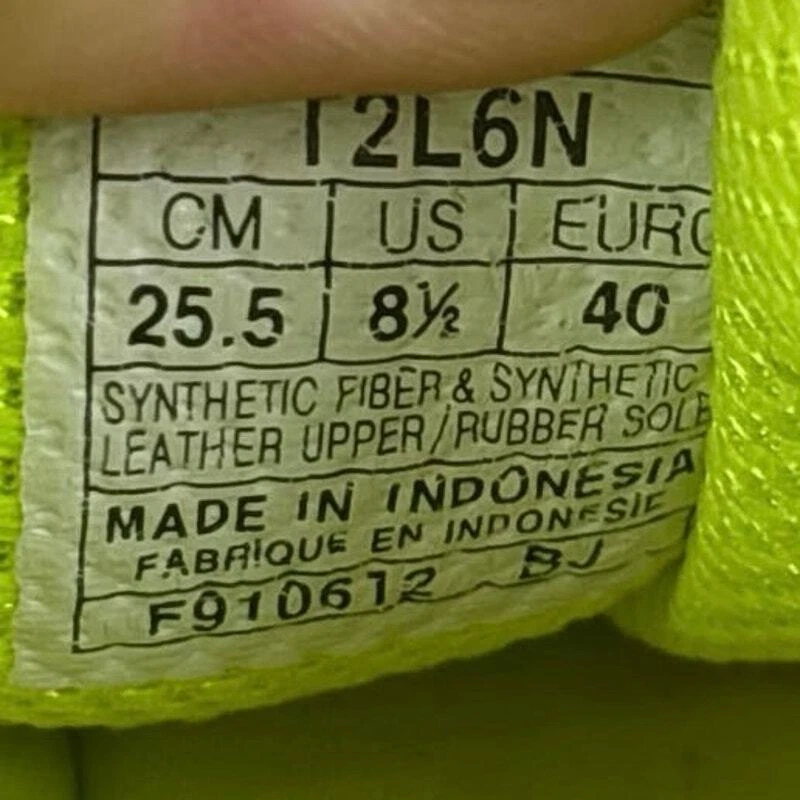 T2L6N
CM US EURO
25.5 8½ 40
SYNTHETIC FIBER & SYNTHETIC
LEATHER UPPER/RUBBER SOLE
MADE IN INDONESIA
FABRIQUE EN INDONESIE
F910612 BJ